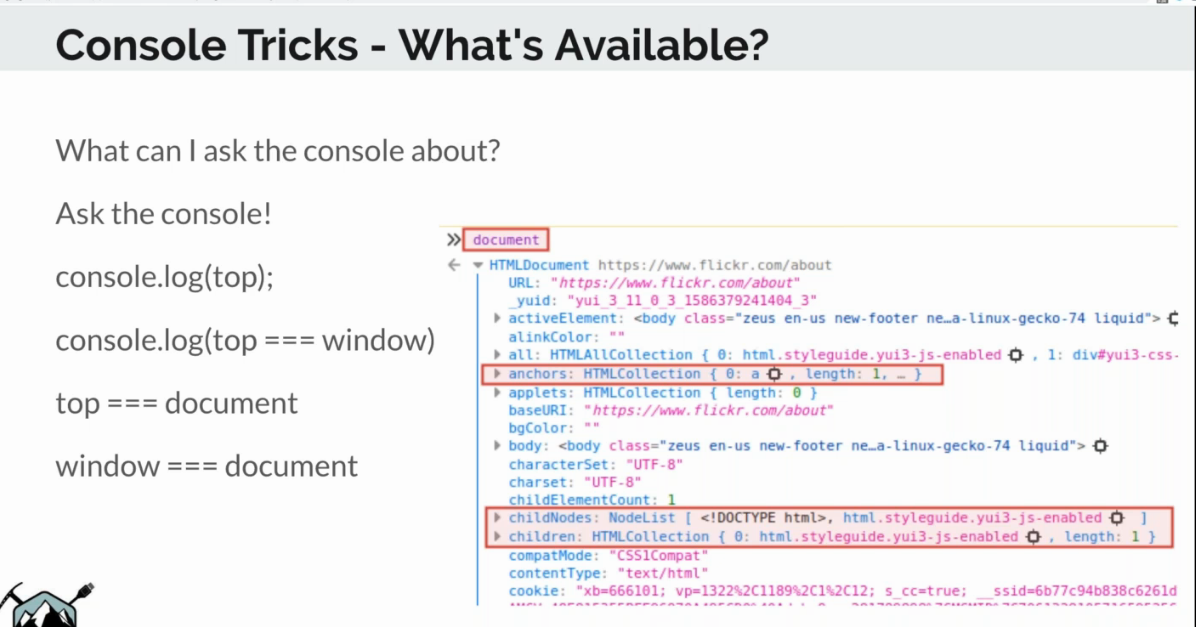 Console Tricks - What's Available?
What can I ask the console about?
Ask the console!
console.log(top);
console.log(top === window)
top === document
window === document
document
HTMLDocument https://www.flickr.com/about
URL: "https://www.flickr.com/about"
_yuid: "yui_3_11_0_3_1586379241404_3"
activeElement: <body class="zeus en-us new-footer ne…a-linux-gecko-74 liquid">
alinkColor: ""
all: HTMLAllCollection { 0: html.styleguide.yui3-js-enabled , 1: div#yui3-css-
anchors: HTMLCollection { 0: a , length: 1, … }
applets: HTMLCollection { length: 0 }
baseURI: "https://www.flickr.com/about"
bgColor: ""
body: <body class="zeus en-us new-footer ne…a-linux-gecko-74 liquid">
characterSet: "UTF-8"
charset: "UTF-8"
childElementCount: 1
childNodes: NodeList [ <!DOCTYPE html>, html.styleguide.yui3-js-enabled ]
children: HTMLCollection { 0: html.styleguide.yui3-js-enabled , length: 1 }
compatMode: "CSS1Compat"
contentType: "text/html"
cookie: "xb=666101; vp=1322%2C1189%2C1%2C12; s_cc=true; __ssid=6b77c94b838c6261d